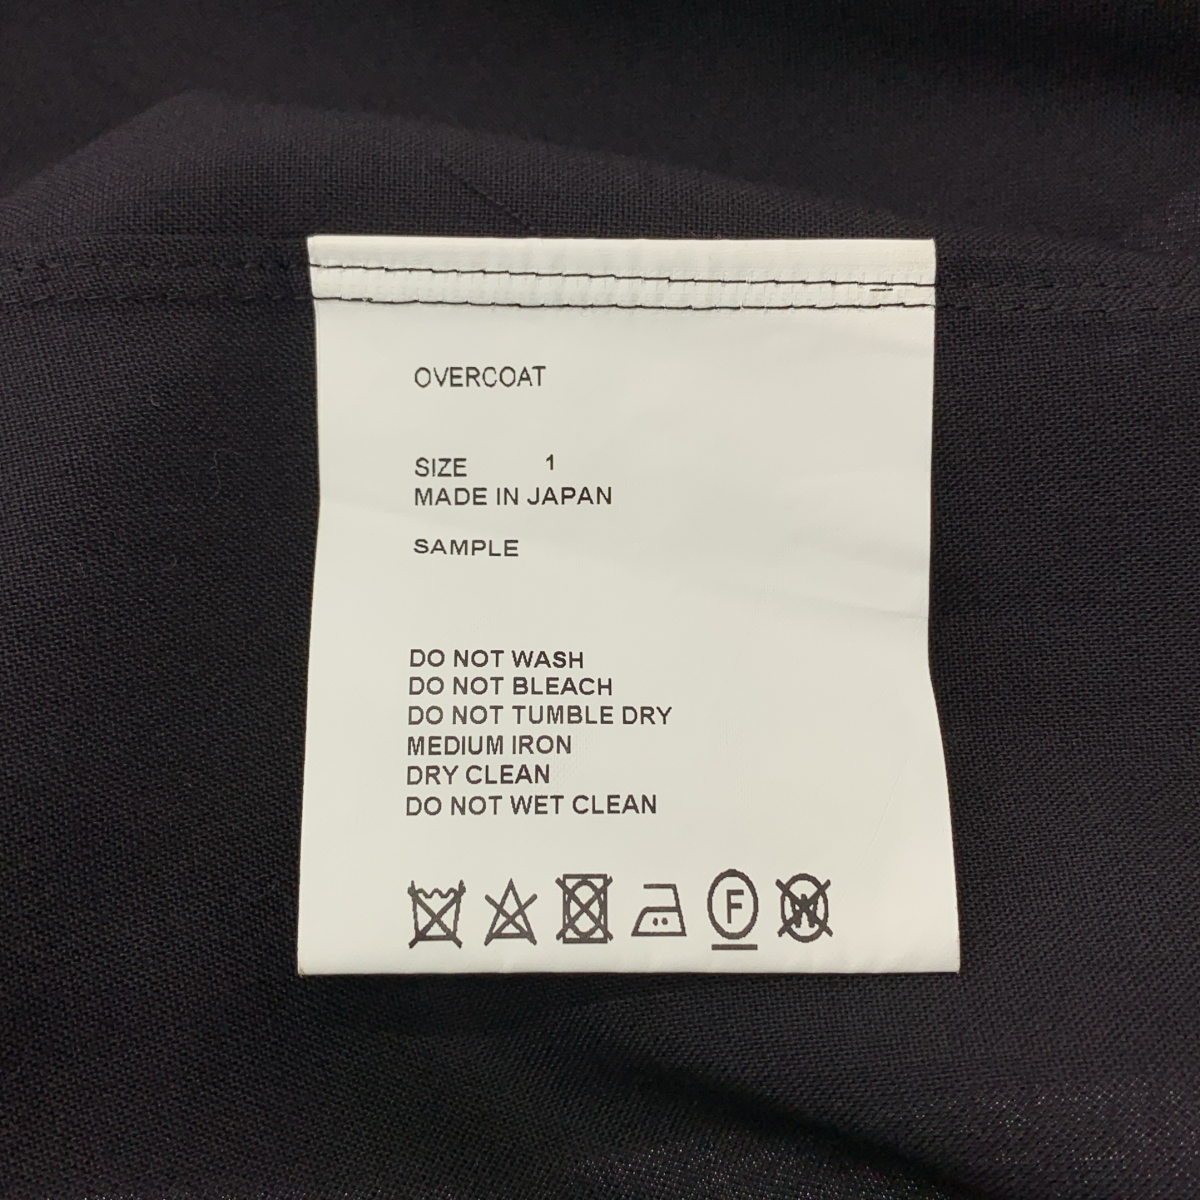 OVERCOAT
SIZE 1
MADE IN JAPAN
SAMPLE
DO NOT WASH
DO NOT BLEACH
DO NOT TUMBLE DRY
MEDIUM IRON
DRY CLEAN
DO NOT WET CLEAN
F W